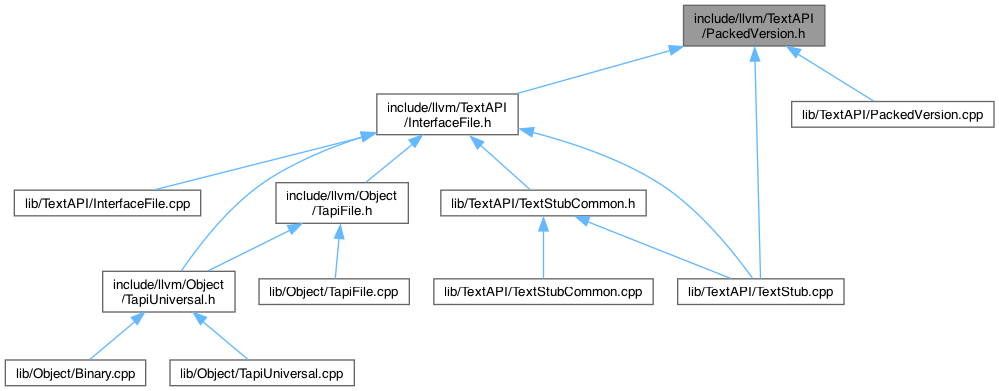 include/llvm/TextAPI
/PackedVersion.h
include/llvm/TextAPI
/InterfaceFile.h
lib/TextAPI/PackedVersion.cpp
lib/TextAPI/InterfaceFile.cpp
include/llvm/Object
/TapiFile.h
lib/TextAPI/TextStubCommon.h
include/llvm/Object
/TapiUniversal.h
lib/Object/TapiFile.cpp
lib/TextAPI/TextStubCommon.cpp
lib/TextAPI/TextStub.cpp
lib/Object/Binary.cpp
lib/Object/TapiUniversal.cpp